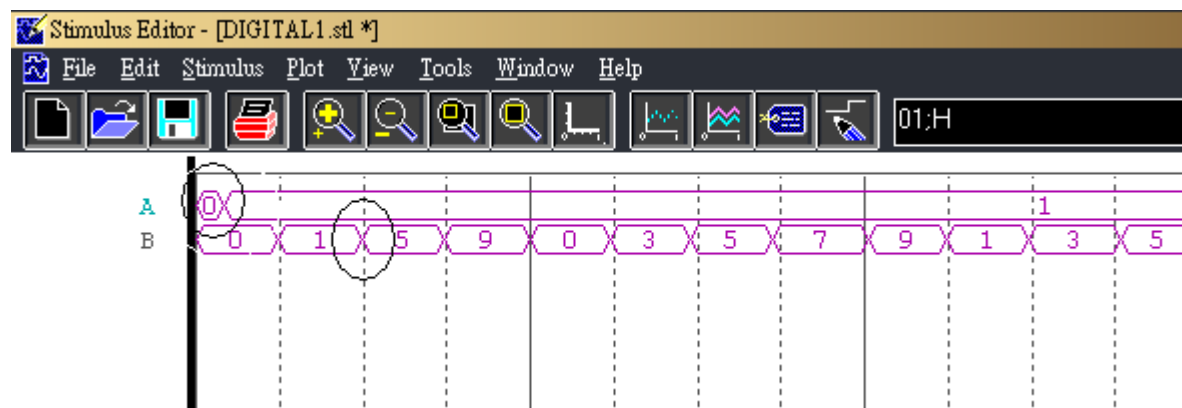 Stimulus Editor - [DIGITAL1.stl *]
File Edit Stimulus Plot View Tools Window Help
01;H
A 0 1
B 0 1 5 9 0 3 5 7 9 1 3 5